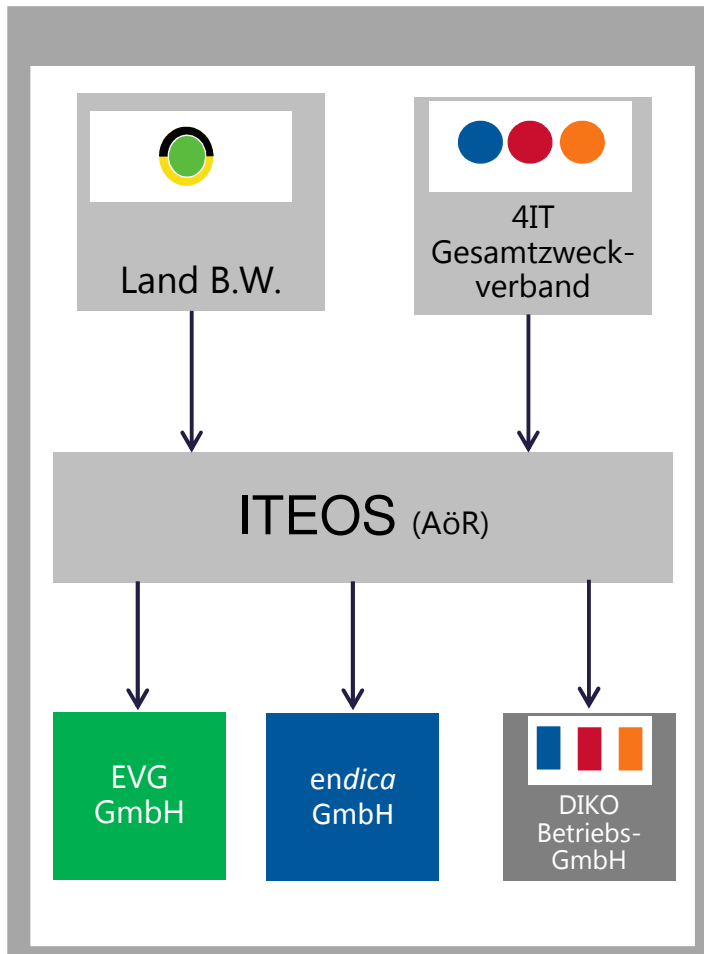 Land B.W.
4IT
Gesamtzweck-
verband
ITEOS (AöR)
EVG
GmbH
endica
GmbH
DIKO
Betriebs-
GmbH